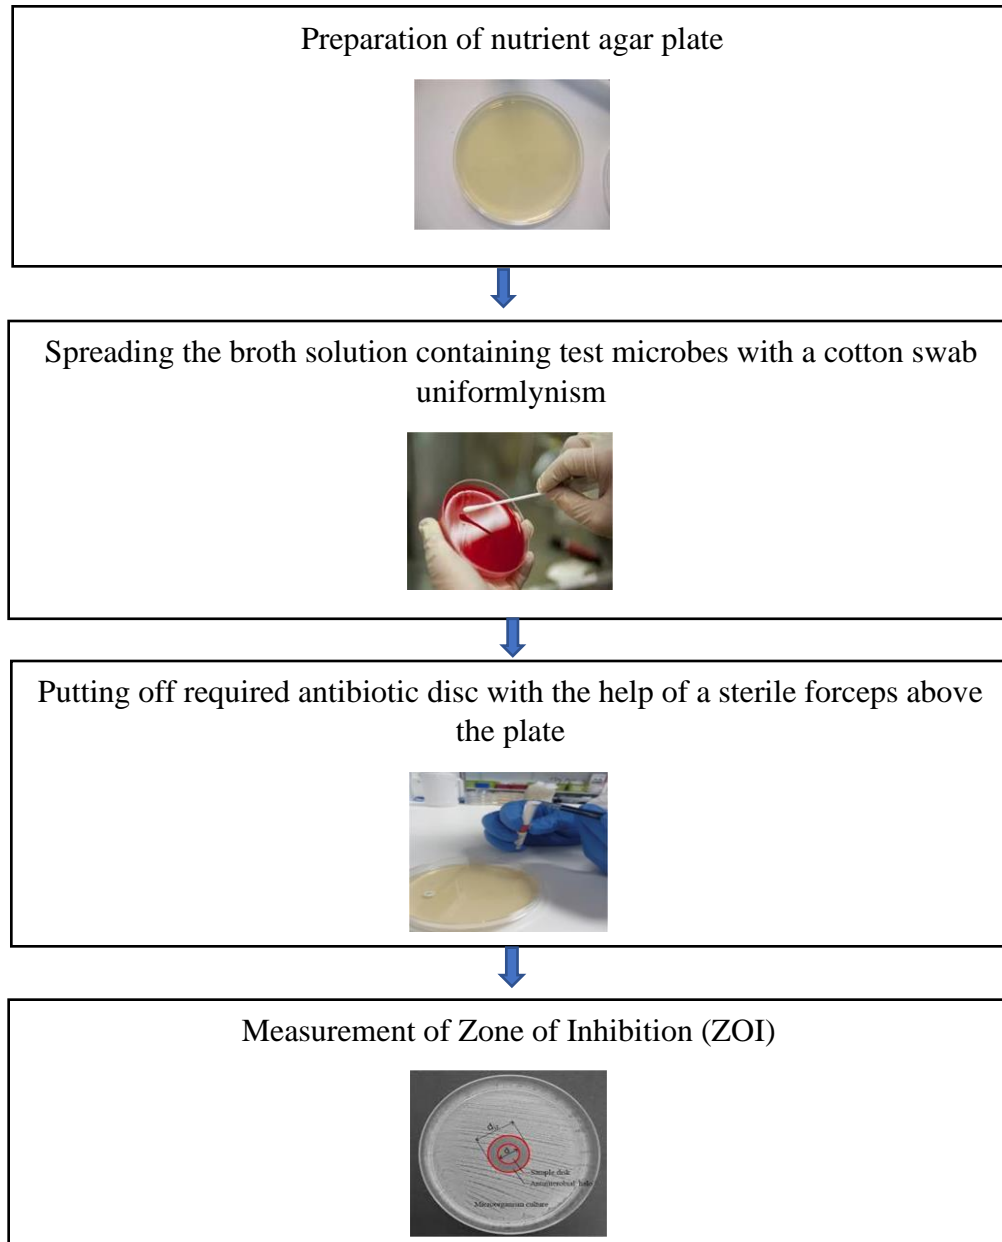 Preparation of nutrient agar plate
Spreading the broth solution containing test microbes with a cotton swab
uniformlynism
Putting off required antibiotic disc with the help of a sterile forceps above
the plate
Measurement of Zone of Inhibition (ZOI)
Sample disk
Antimicrobial halo
Microorganism culture